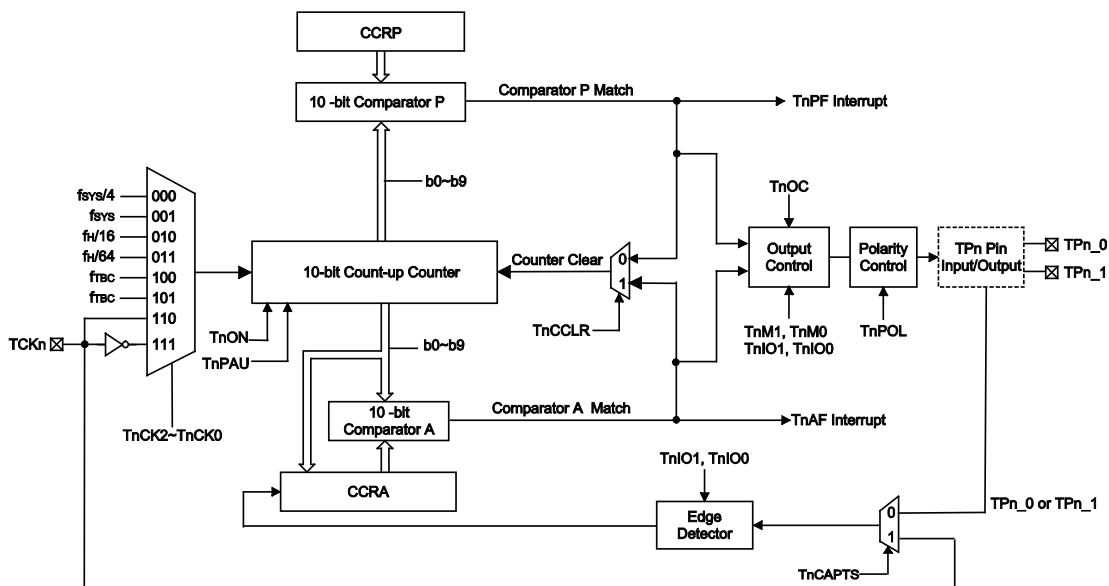 CCRP
10 -bit Comparator P
Comparator P Match
TnPF Interrupt
b0~b9
fSYS/4
000
fSYS
001
fH/16
010
fH/64
011
fTBC
100
fTBC
101
110
111
TCKn
TnCK2~TnCK0
10-bit Count-up Counter
TnON
TnPAU
Counter Clear
0
1
TnCCLR
TnOC
Output
Control
TnM1, TnM0
TnIO1, TnIO0
Polarity
Control
TnPOL
TPn Pin
Input/Output
TPn_0
TPn_1
b0~b9
10 -bit
Comparator A
Comparator A Match
TnAF Interrupt
CCRA
TnIO1, TnIO0
Edge
Detector
0
1
TPn_0 or TPn_1
TnCAPTS